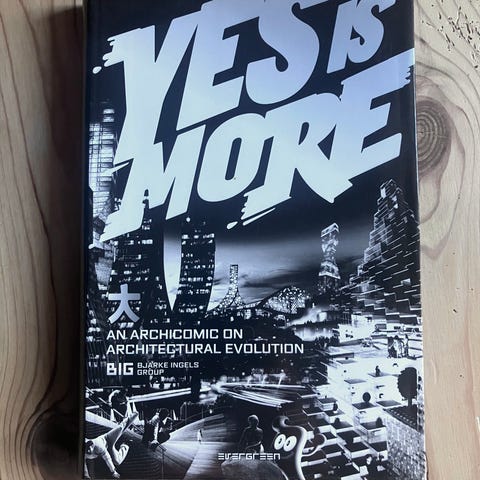 YES IS
MORE
大
AN ARCHICOMIC ON
ARCHITECTURAL EVOLUTION
BIG BJARKE INGELS
GROUP
EVERGREEN